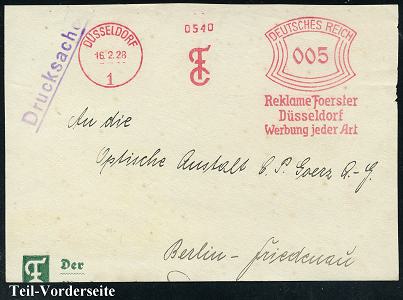 Drucksache
DÜSSELDORF
16.2.28
1
0540
FC
DEUTSCHES REICH
005
Reklame Foerster
Düsseldorf
Werbung jeder Art
An die
Optische Anstalt C. P. Goerz A.-G.
Berlin-Friedenau
Der
Teil-Vorderseite